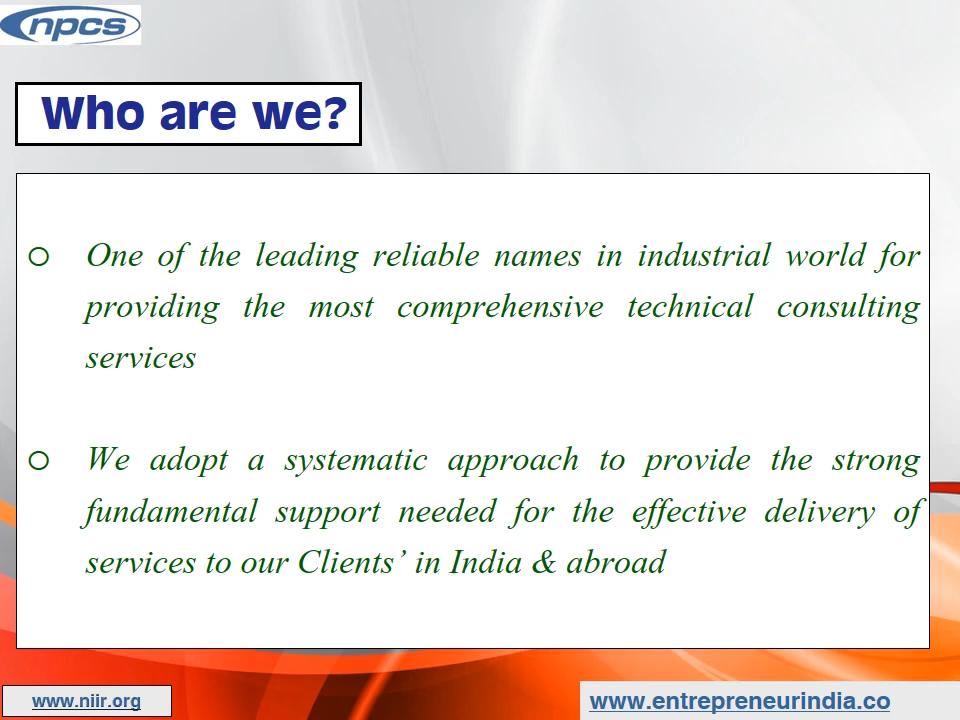 npcs
Who are we?
o One of the leading reliable names in industrial world for
providing the most comprehensive technical consulting
services
o We adopt a systematic approach to provide the strong
fundamental support needed for the effective delivery of
services to our Clients’ in India & abroad
www.niir.org
www.entrepreneurindia.co